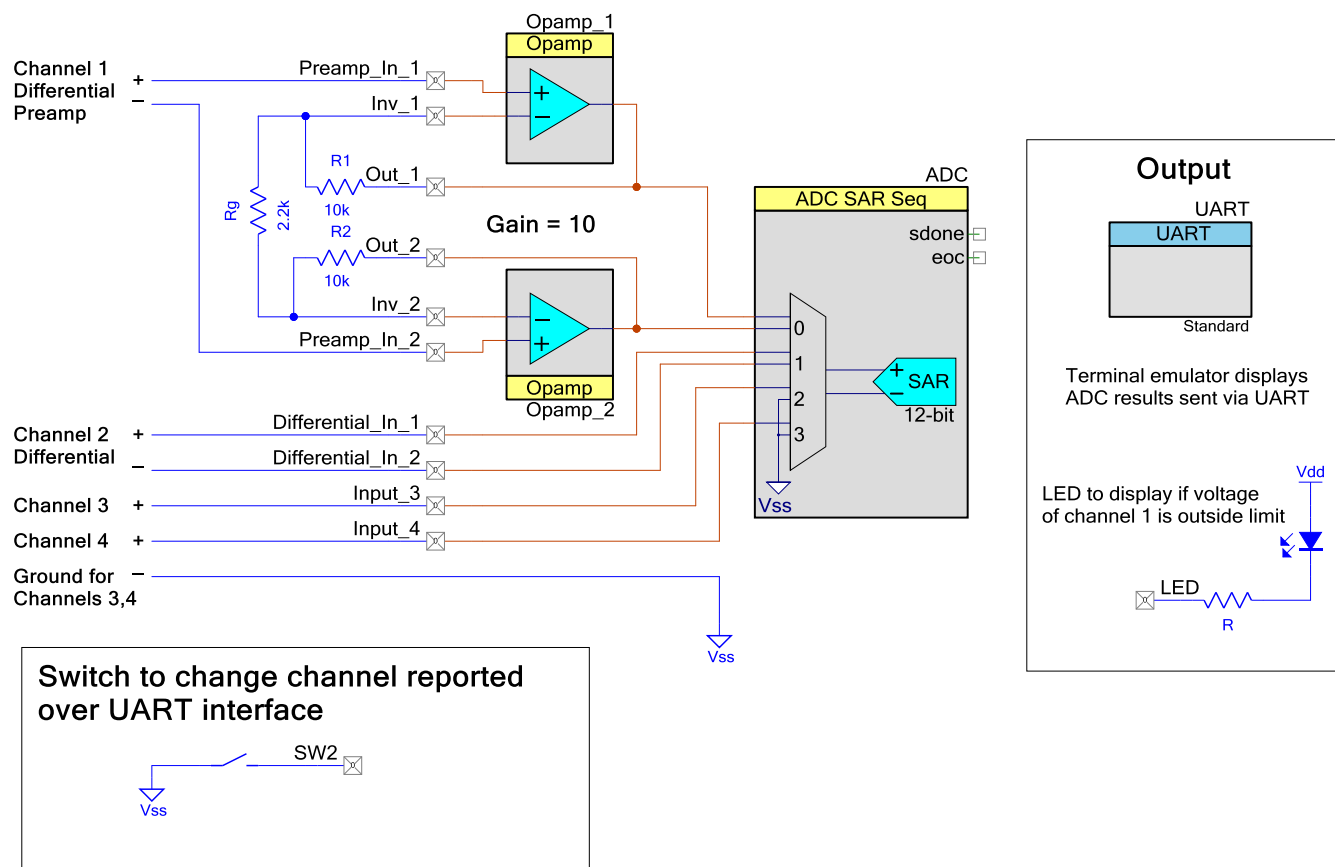 Opamp_1
Opamp
Channel 1
Differential
Preamp
+
−
Preamp_In_1
Inv_1
+
−
R1
10k
Out_1
Rg
2.2k
Gain = 10
R2
10k
Out_2
Inv_2
Preamp_In_2
−
+
Opamp
Opamp_2
Channel 2
Differential
+
−
Differential_In_1
Differential_In_2
Channel 3
+
Input_3
Channel 4
+
Input_4
Ground for
Channels 3,4
−
Vss
ADC
ADC SAR Seq
sdone
eoc
0
1
2
3
+
−
SAR
12-bit
Vss
Output
UART
UART
Standard
Terminal emulator displays
ADC results sent via UART
Vdd
LED to display if voltage
of channel 1 is outside limit
LED
R
Switch to change channel reported
over UART interface
SW2
Vss